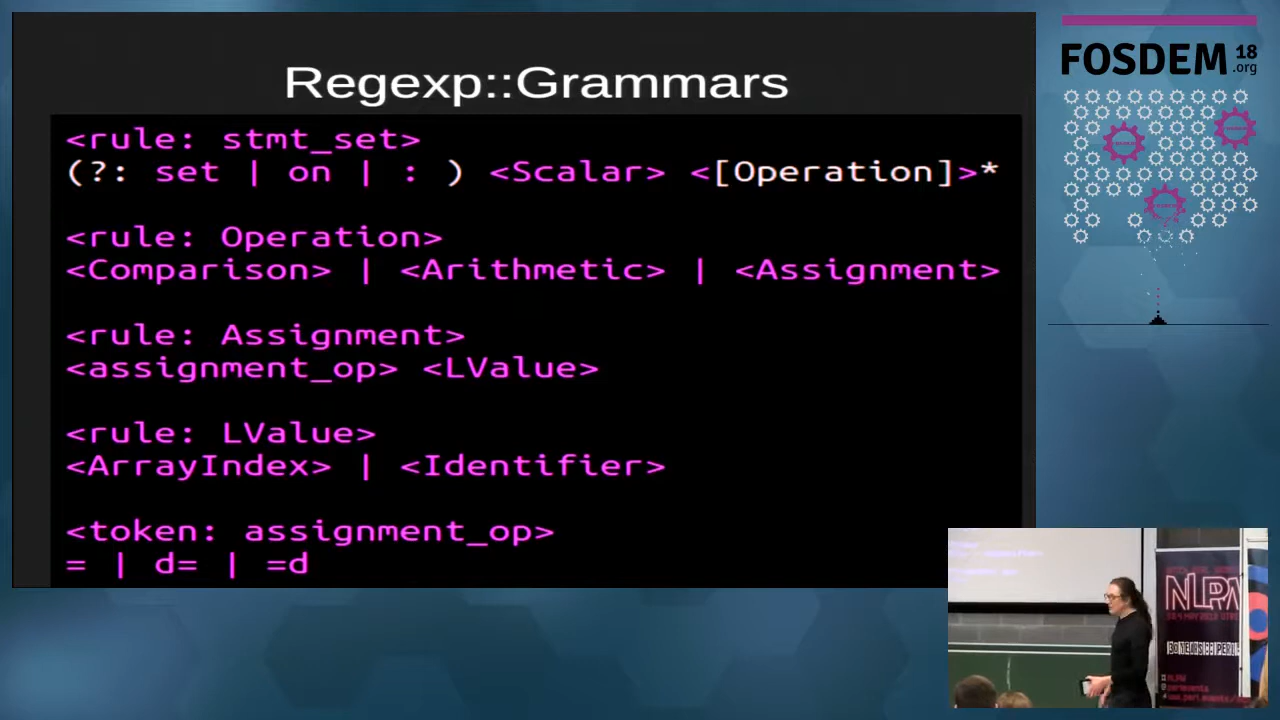 Regexp::Grammars
<rule: stmt_set>
(?: set | on | : ) <Scalar> <[Operation]>*
<rule: Operation>
<Comparison> | <Arithmetic> | <Assignment>
<rule: Assignment>
<assignment_op> <LValue>
<rule: LValue>
<ArrayIndex> | <Identifier>
<token: assignment_op>
= | d= | =d
FOSDEM 18
.org
NLPM